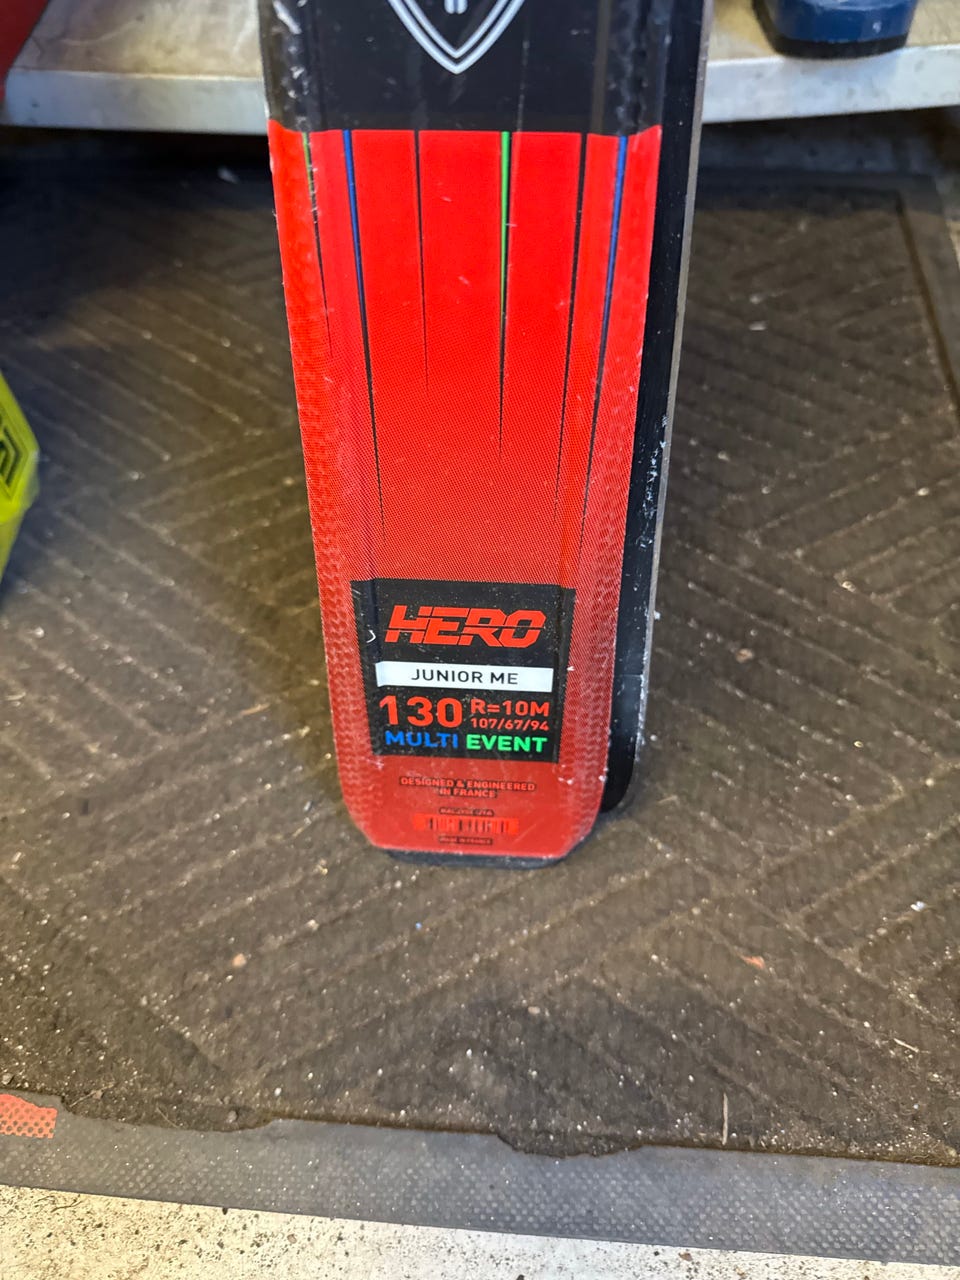 HERO
JUNIOR ME
130 R=10M
107/67/94
MULTI EVENT
DESIGNED & ENGINEERED
IN FRANCE